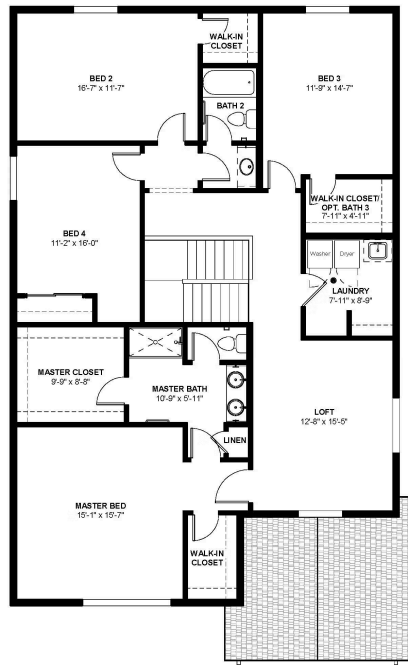 WALK-IN
CLOSET
BED 2
16'-7" x 11'-7"
BED 3
11'-9" x 14'-7"
BATH 2
WALK-IN CLOSET/
OPT. BATH 3
7'-11" x 4'-11"
BED 4
11'-2" x 16'-0"
Washer
Dryer
LAUNDRY
7'-11" x 8'-9"
MASTER CLOSET
9'-9" x 8'-8"
MASTER BATH
10'-9" x 5'-11"
LOFT
12'-8" x 15'-5"
LINEN
MASTER BED
15'-1" x 15'-7"
WALK-IN
CLOSET